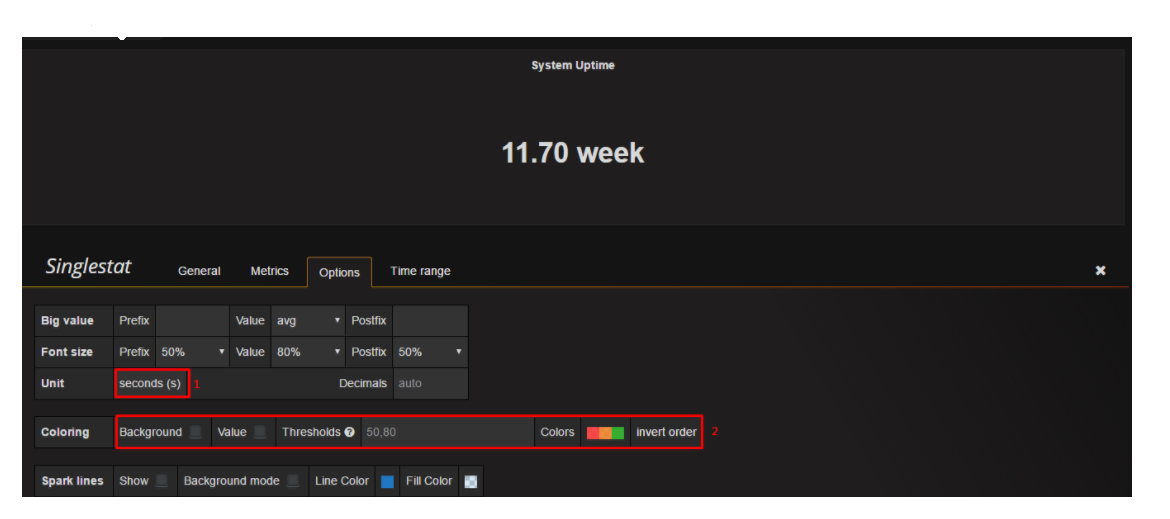 System Uptime
11.70 week
Singlestat General Metrics Options Time range
Big value Prefix Value avg Postfix
Font size Prefix 50% Value 80% Postfix 50%
Unit seconds (s) 1 Decimals auto
Coloring Background Value Thresholds 50,80 Colors invert order 2
Spark lines Show Background mode Line Color Fill Color